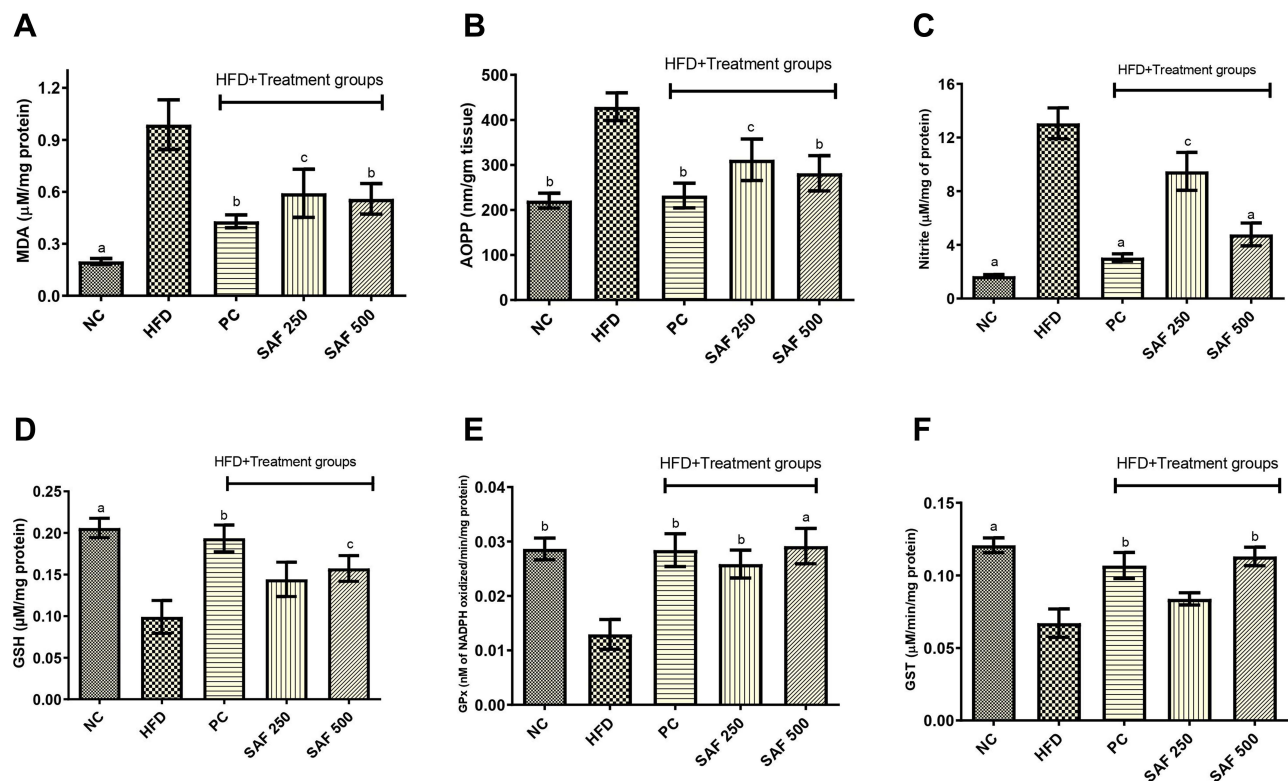 A
HFD+Treatment groups
MDA (μM/mg protein)
1.2
0.9
0.6
0.3
0.0
a
b
c
b
NC
HFD
PC
SAF 250
SAF 500
B
HFD+Treatment groups
AOPP (nm/gm tissue)
500
400
300
200
100
0
b
b
c
b
NC
HFD
PC
SAF 250
SAF 500
C
HFD+Treatment groups
Nitrite (μM/mg of protein)
16
12
8
4
0
a
a
c
a
NC
HFD
PC
SAF 250
SAF 500
D
HFD+Treatment groups
GSH (μM/mg protein)
0.25
0.20
0.15
0.10
0.05
0.00
a
b
c
NC
HFD
PC
SAF 250
SAF 500
E
HFD+Treatment groups
GPx (nM of NADPH oxidized/min/mg protein)
0.04
0.03
0.02
0.01
0.00
b
b
b
a
NC
HFD
PC
SAF 250
SAF 500
F
HFD+Treatment groups
GST (μM/min/mg protein)
0.15
0.10
0.05
0.00
a
b
b
NC
HFD
PC
SAF 250
SAF 500